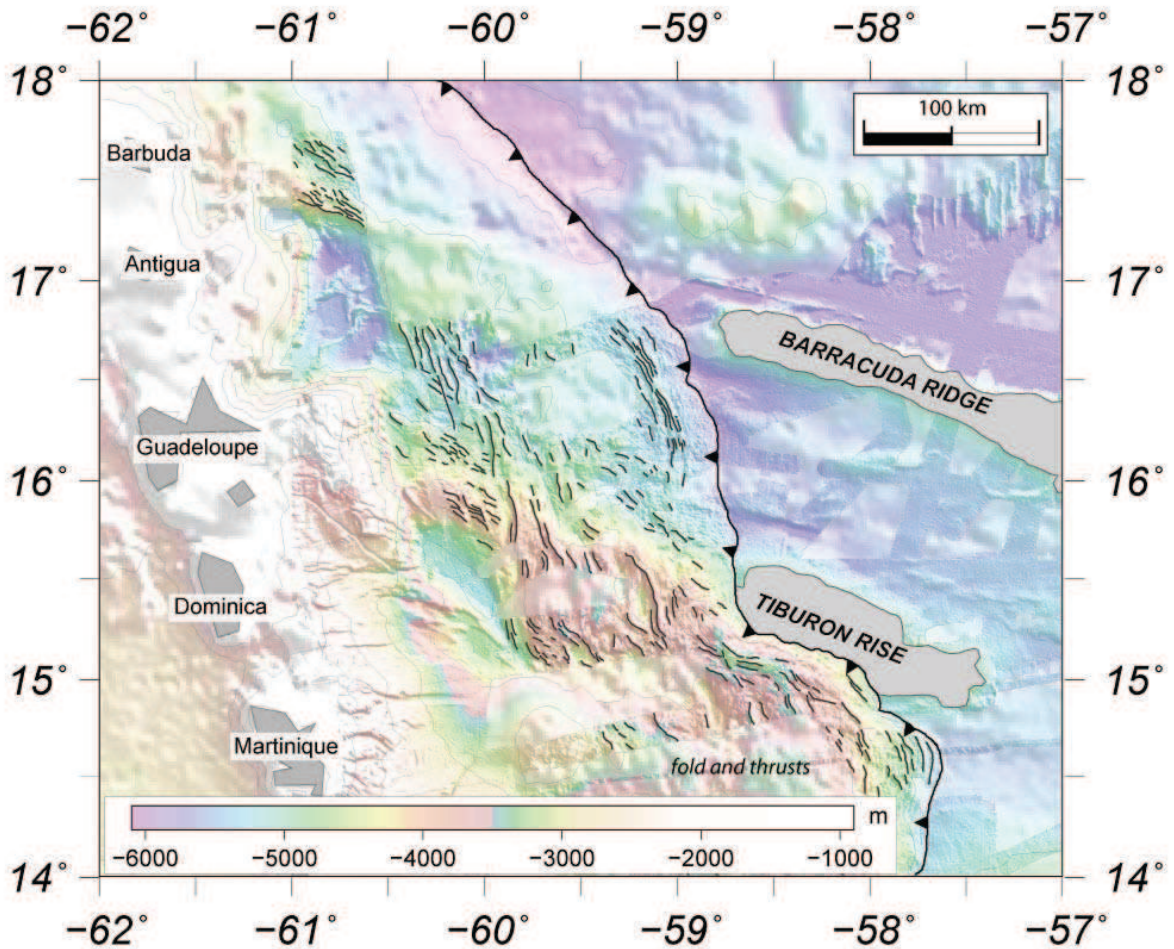 −62° −61° −60° −59° −58° −57°
18° 18°
100 km
Barbuda
Antigua
17° 17°
BARRACUDA RIDGE
Guadeloupe
16° 16°
Dominica
TIBURON RISE
15° 15°
Martinique
fold and thrusts
m
−6000 −5000 −4000 −3000 −2000 −1000
14° 14°
−62° −61° −60° −59° −58° −57°